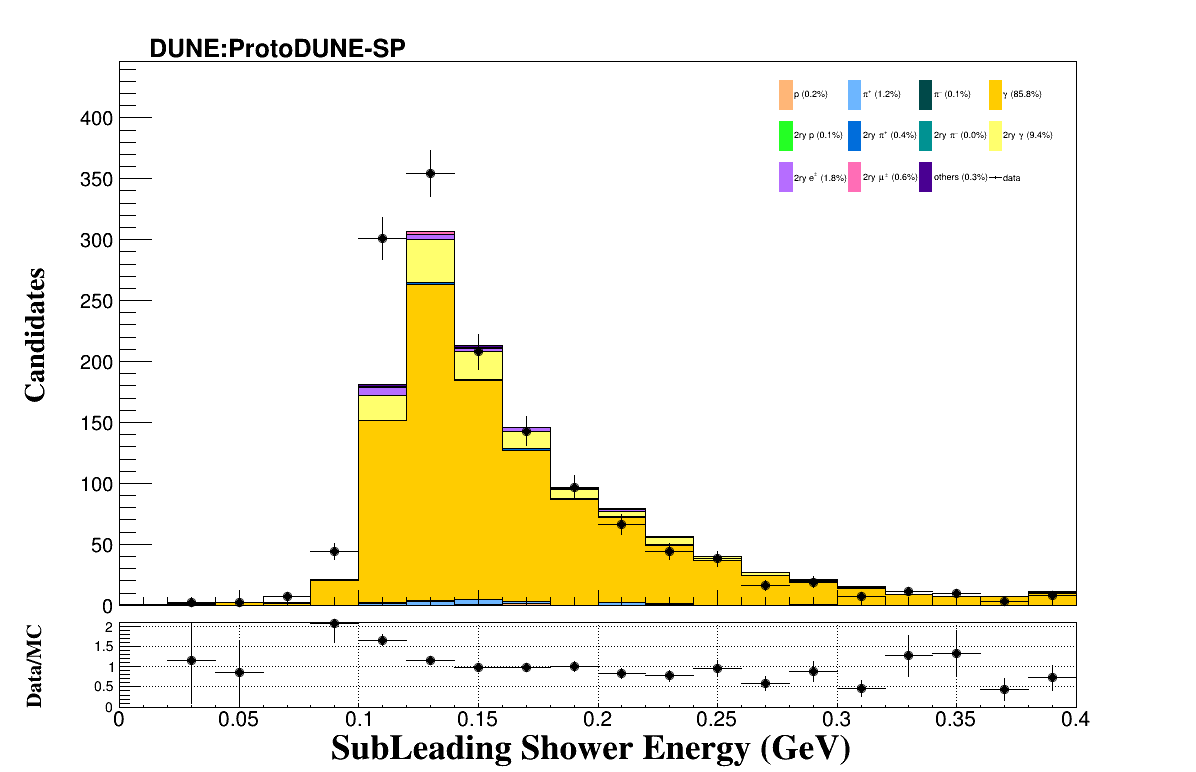 DUNE:ProtoDUNE-SP
p (0.2%) π⁺ (1.2%) π⁻ (0.1%) γ (85.8%)
2ry p (0.1%) 2ry π⁺ (0.4%) 2ry π⁻ (0.0%) 2ry γ (9.4%)
2ry e± (1.8%) 2ry μ± (0.6%) others (0.3%) data
Candidates
400
350
300
250
200
150
100
50
0
Data/MC
2
1.5
1
0.5
0
0 0.05 0.1 0.15 0.2 0.25 0.3 0.35 0.4
SubLeading Shower Energy (GeV)